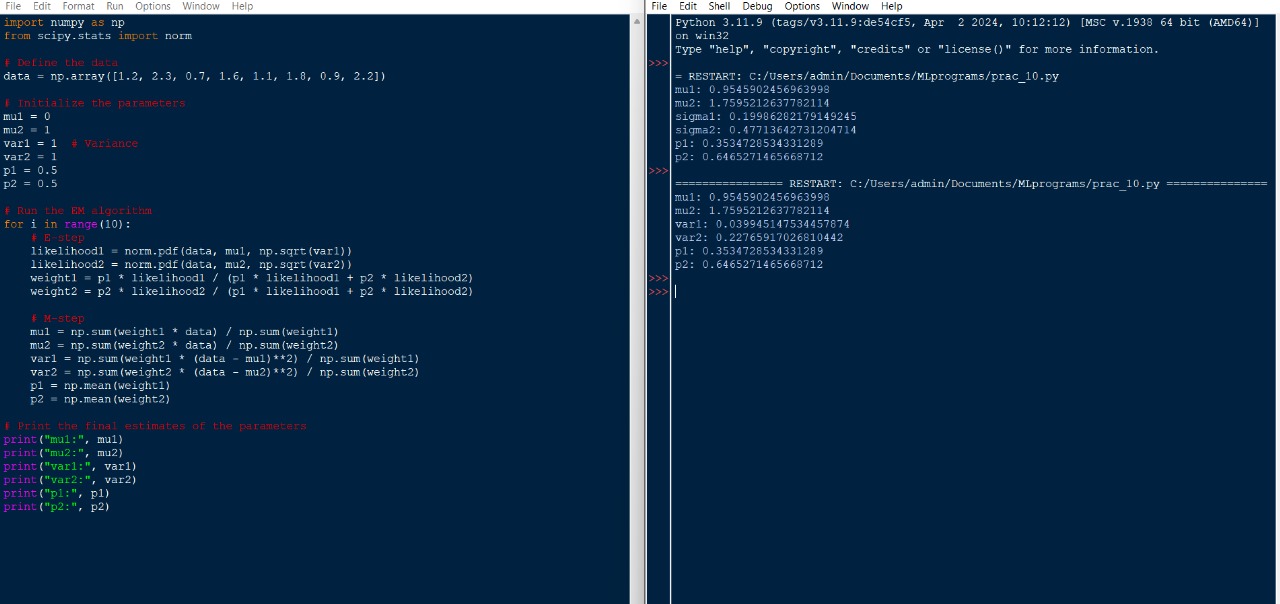 File Edit Format Run Options Window Help
import numpy as np
from scipy.stats import norm
# Define the data
data = np.array([1.2, 2.3, 0.7, 1.6, 1.1, 1.8, 0.9, 2.2])
# Initialize the parameters
mu1 = 0
mu2 = 1
var1 = 1  # Variance
var2 = 1
p1 = 0.5
p2 = 0.5
# Run the EM algorithm
for i in range(10):
    # E-step
    likelihood1 = norm.pdf(data, mu1, np.sqrt(var1))
    likelihood2 = norm.pdf(data, mu2, np.sqrt(var2))
    weight1 = p1 * likelihood1 / (p1 * likelihood1 + p2 * likelihood2)
    weight2 = p2 * likelihood2 / (p1 * likelihood1 + p2 * likelihood2)
    # M-step
    mu1 = np.sum(weight1 * data) / np.sum(weight1)
    mu2 = np.sum(weight2 * data) / np.sum(weight2)
    var1 = np.sum(weight1 * (data - mu1)**2) / np.sum(weight1)
    var2 = np.sum(weight2 * (data - mu2)**2) / np.sum(weight2)
    p1 = np.mean(weight1)
    p2 = np.mean(weight2)
# Print the final estimates of the parameters
print("mu1:", mu1)
print("mu2:", mu2)
print("var1:", var1)
print("var2:", var2)
print("p1:", p1)
print("p2:", p2)
File Edit Shell Debug Options Window Help
Python 3.11.9 (tags/v3.11.9:de54cf5, Apr  2 2024, 10:12:12) [MSC v.1938 64 bit (AMD64)]
on win32
Type "help", "copyright", "credits" or "license()" for more information.
>>>
= RESTART: C:/Users/admin/Documents/MLprograms/prac_10.py
mu1: 0.9545902456963998
mu2: 1.7595212637782114
sigma1: 0.19986282179149245
sigma2: 0.47713642731204714
p1: 0.3534728534331289
p2: 0.6465271465668712
>>>
================ RESTART: C:/Users/admin/Documents/MLprograms/prac_10.py ===============
mu1: 0.9545902456963998
mu2: 1.7595212637782114
var1: 0.039945147534457874
var2: 0.22765917026810442
p1: 0.3534728534331289
p2: 0.6465271465668712
>>>
>>>